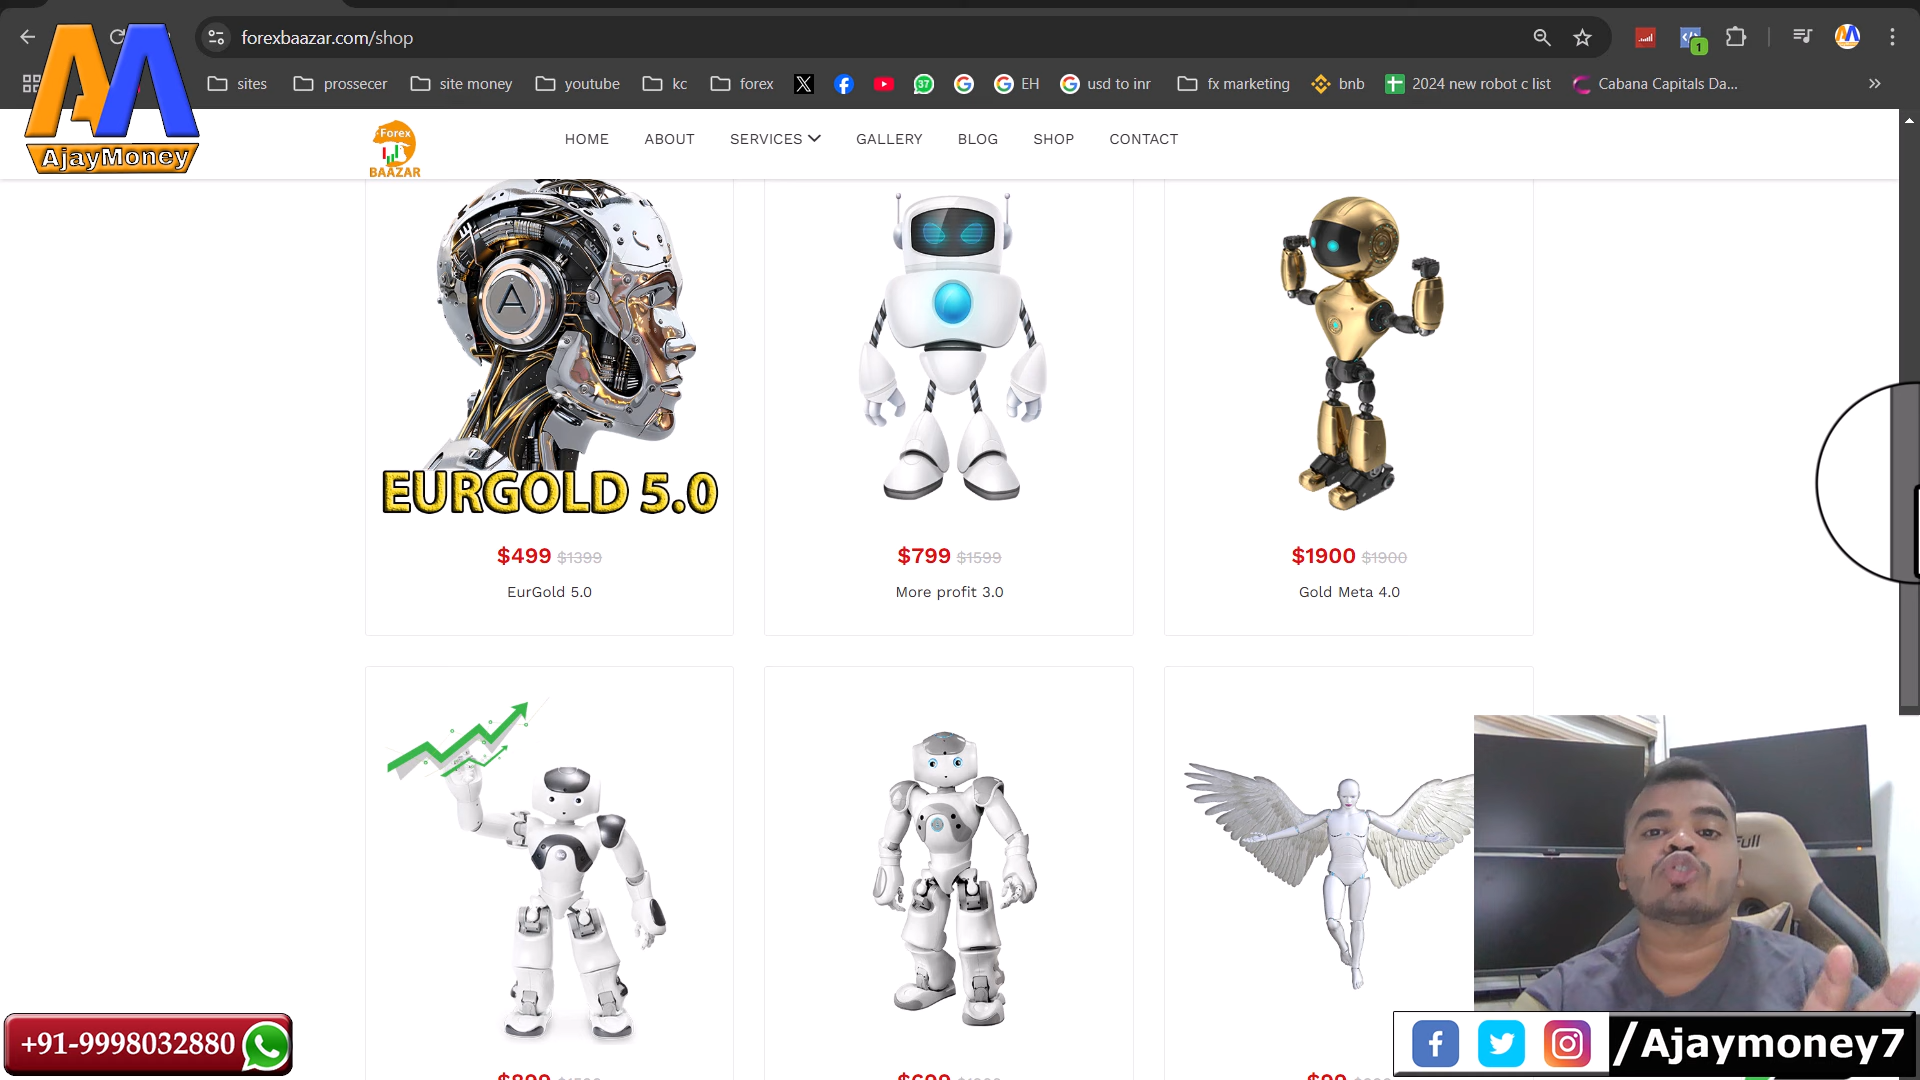 forexbaazar.com/shop
1
sites
prossecer
site money
youtube
kc
forex
37
EH
usd to inr
fx marketing
bnb
2024 new robot c list
Cabana Capitals Da...
AjayMoney
Forex
BAAZAR
HOME
ABOUT
SERVICES
GALLERY
BLOG
SHOP
CONTACT
A
EURGOLD 5.0
$499 $1399
EurGold 5.0
$799 $1599
More profit 3.0
$1900 $1900
Gold Meta 4.0
+91-9998032880
/Ajaymoney7